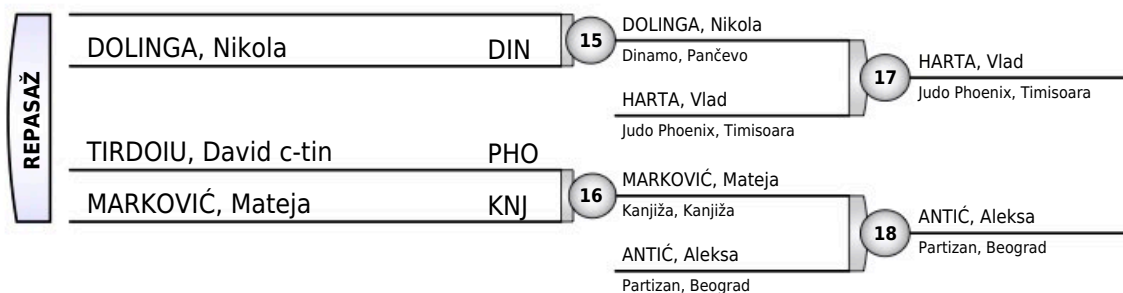 REPASAŽ
DOLINGA, Nikola DIN
TIRDOIU, David c-tin PHO
MARKOVIĆ, Mateja KNJ
15
DOLINGA, Nikola
Dinamo, Pančevo
HARTA, Vlad
Judo Phoenix, Timisoara
16
MARKOVIĆ, Mateja
Kanjiža, Kanjiža
ANTIĆ, Aleksa
Partizan, Beograd
17
HARTA, Vlad
Judo Phoenix, Timisoara
18
ANTIĆ, Aleksa
Partizan, Beograd